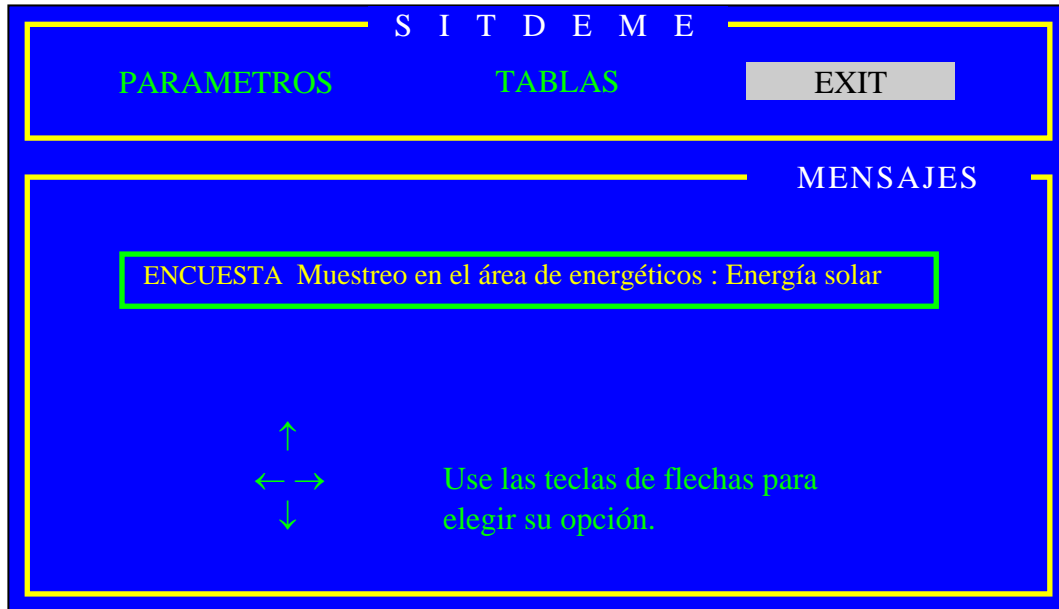 S I T D E M E
PARAMETROS TABLAS EXIT
MENSAJES
ENCUESTA Muestreo en el área de energéticos : Energía solar
↑
← →
↓
Use las teclas de flechas para
elegir su opción.